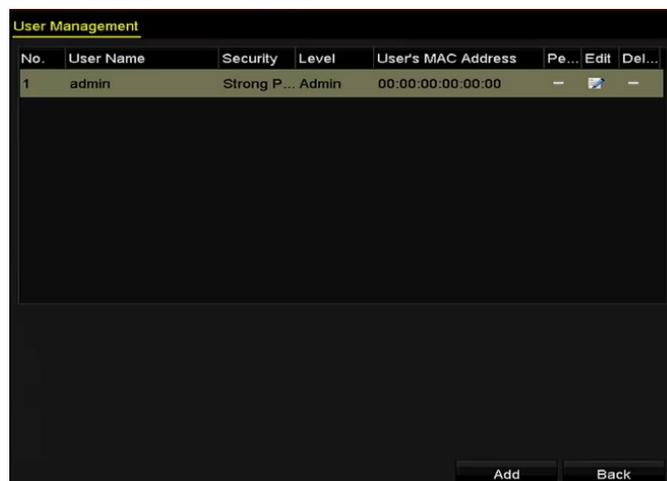 User Management
No. User Name Security Level User's MAC Address Pe... Edit Del...
1 admin Strong P... Admin 00:00:00:00:00:00 — —
Add Back